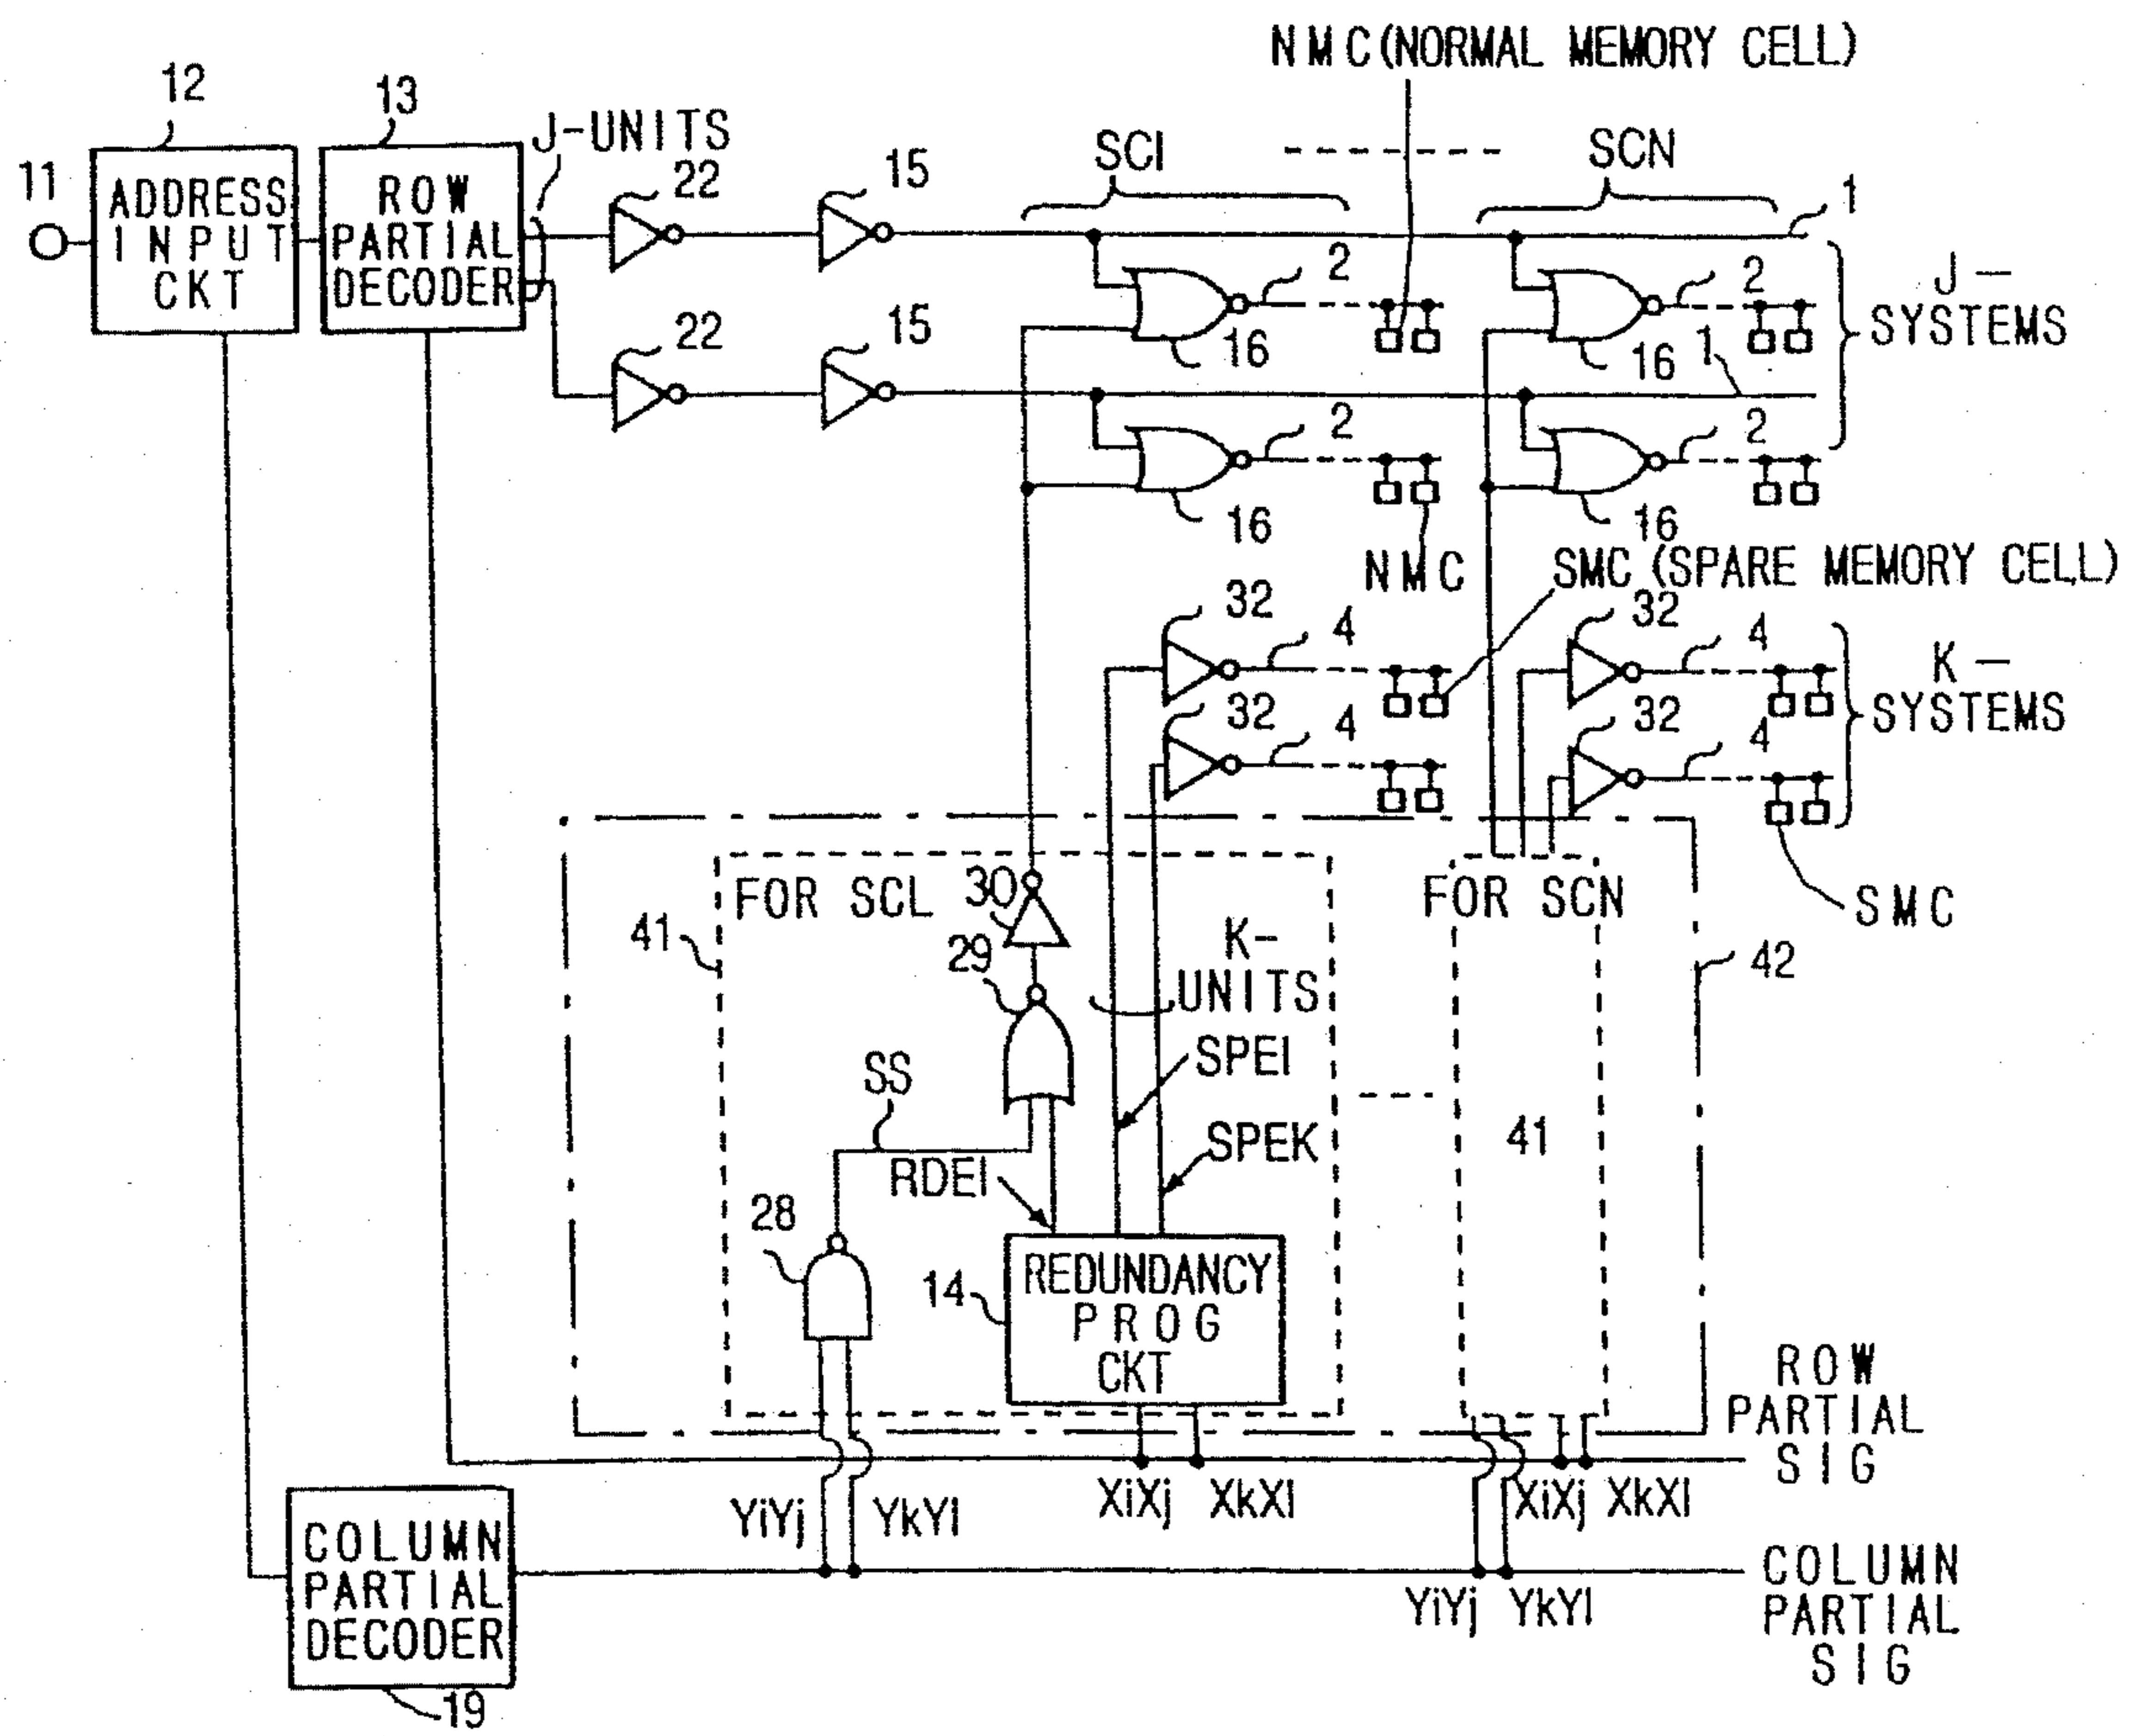 NMC(NORMAL MEMORY CELL)
12
13
J-UNITS
11
ADDRESS
INPUT
CKT
ROW
PARTIAL
DECODER
22
15
SCI
SCN
1
2
2
J-
SYSTEMS
16
16
1
22
15
2
2
16
16
NMC
SMC (SPARE MEMORY CELL)
32
4
32
4
K-
SYSTEMS
32
4
32
4
FOR SCL
30
FOR SCN
SMC
41
29
K-
UNITS
42
SPEI
SS
SPEK
41
RDEI
28
14
REDUNDANCY
PROG
CKT
ROW
PARTIAL
SIG
YiYj
YkYl
XiXj
XkXl
XiXj
XkXl
COLUMN
PARTIAL
DECODER
COLUMN
PARTIAL
SIG
YiYj
YkYl
19